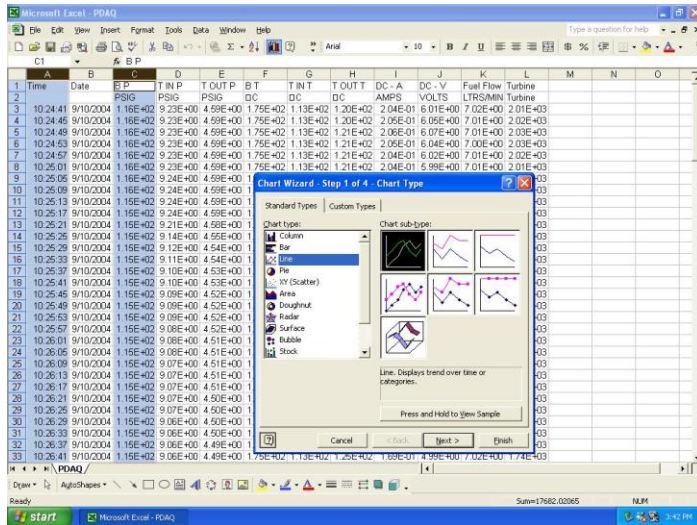 Microsoft Excel - PDAQ
File Edit View Insert Format Tools Data Window Help Type a question for help
Arial 10 B I U $ %
C1 fx B P
A B C D E F G H I J K L M N O
1 Time Date B P T IN P T OUT P B T T IN T T OUT T DC - A DC - V Fuel Flow Turbine
2 PSIG PSIG PSIG □C □C □C AMPS VOLTS LTRS/MIN Turbine
3 10:24:41 9/10/2004 1.16E+02 9.23E+00 4.59E+00 1.75E+02 1.13E+02 1.20E+02 2.04E-01 6.01E+00 7.02E+00 2.01E+03
4 10:24:45 9/10/2004 1.16E+02 9.23E+00 4.59E+00 1.75E+02 1.13E+02 1.20E+02 2.05E-01 6.05E+00 7.01E+00 2.02E+03
5 10:24:49 9/10/2004 1.16E+02 9.23E+00 4.59E+00 1.75E+02 1.13E+02 1.21E+02 2.06E-01 6.07E+00 7.01E+00 2.03E+03
6 10:24:53 9/10/2004 1.16E+02 9.23E+00 4.59E+00 1.75E+02 1.13E+02 1.21E+02 2.05E-01 6.04E+00 7.00E+00 2.03E+03
7 10:24:57 9/10/2004 1.16E+02 9.23E+00 4.59E+00 1.75E+02 1.13E+02 1.21E+02 2.04E-01 6.02E+00 7.01E+00 2.02E+03
8 10:25:01 9/10/2004 1.16E+02 9.23E+00 4.59E+00 1.75E+02 1.13E+02 1.21E+02 2.04E-01 5.99E+00 7.01E+00 2.01E+03
9 10:25:05 9/10/2004 1.16E+02 9.24E+00 4.59E+00
10 10:25:09 9/10/2004 1.16E+02 9.24E+00 4.59E+00
11 10:25:13 9/10/2004 1.15E+02 9.24E+00 4.59E+00
12 10:25:17 9/10/2004 1.15E+02 9.24E+00 4.59E+00
13 10:25:21 9/10/2004 1.15E+02 9.21E+00 4.58E+00
14 10:25:25 9/10/2004 1.15E+02 9.14E+00 4.55E+00
15 10:25:29 9/10/2004 1.15E+02 9.12E+00 4.54E+00
16 10:25:33 9/10/2004 1.15E+02 9.11E+00 4.54E+00
17 10:25:37 9/10/2004 1.15E+02 9.10E+00 4.53E+00
18 10:25:41 9/10/2004 1.15E+02 9.10E+00 4.53E+00
19 10:25:45 9/10/2004 1.15E+02 9.09E+00 4.52E+00
20 10:25:49 9/10/2004 1.15E+02 9.09E+00 4.52E+00
21 10:25:53 9/10/2004 1.15E+02 9.09E+00 4.52E+00
22 10:25:57 9/10/2004 1.15E+02 9.08E+00 4.52E+00
23 10:26:01 9/10/2004 1.15E+02 9.08E+00 4.51E+00
24 10:26:05 9/10/2004 1.15E+02 9.08E+00 4.51E+00
25 10:26:09 9/10/2004 1.15E+02 9.07E+00 4.51E+00
26 10:26:13 9/10/2004 1.15E+02 9.07E+00 4.51E+00
27 10:26:17 9/10/2004 1.15E+02 9.07E+00 4.51E+00
28 10:26:21 9/10/2004 1.15E+02 9.07E+00 4.50E+00
29 10:26:25 9/10/2004 1.15E+02 9.07E+00 4.50E+00
30 10:26:29 9/10/2004 1.15E+02 9.06E+00 4.50E+00
31 10:26:33 9/10/2004 1.15E+02 9.06E+00 4.50E+00
32 10:26:37 9/10/2004 1.15E+02 9.06E+00 4.49E+00
33 10:26:41 9/10/2004 1.15E+02 9.06E+00 4.49E+00 1.75E+02 1.13E+02 1.25E+02 1.69E-01 4.99E+00 7.02E+00 1.74E+03
Chart Wizard - Step 1 of 4 - Chart Type
Standard Types Custom Types
Chart type: Chart sub-type:
Column
Bar
Line
Pie
XY (Scatter)
Area
Doughnut
Radar
Surface
Bubble
Stock
Line. Displays trend over time or
categories.
Press and Hold to View Sample
Cancel < Back Next > Finish
PDAQ
Draw AutoShapes
Ready Sum=17682.02065 NUM
start Microsoft Excel - PDAQ 3:42 PM